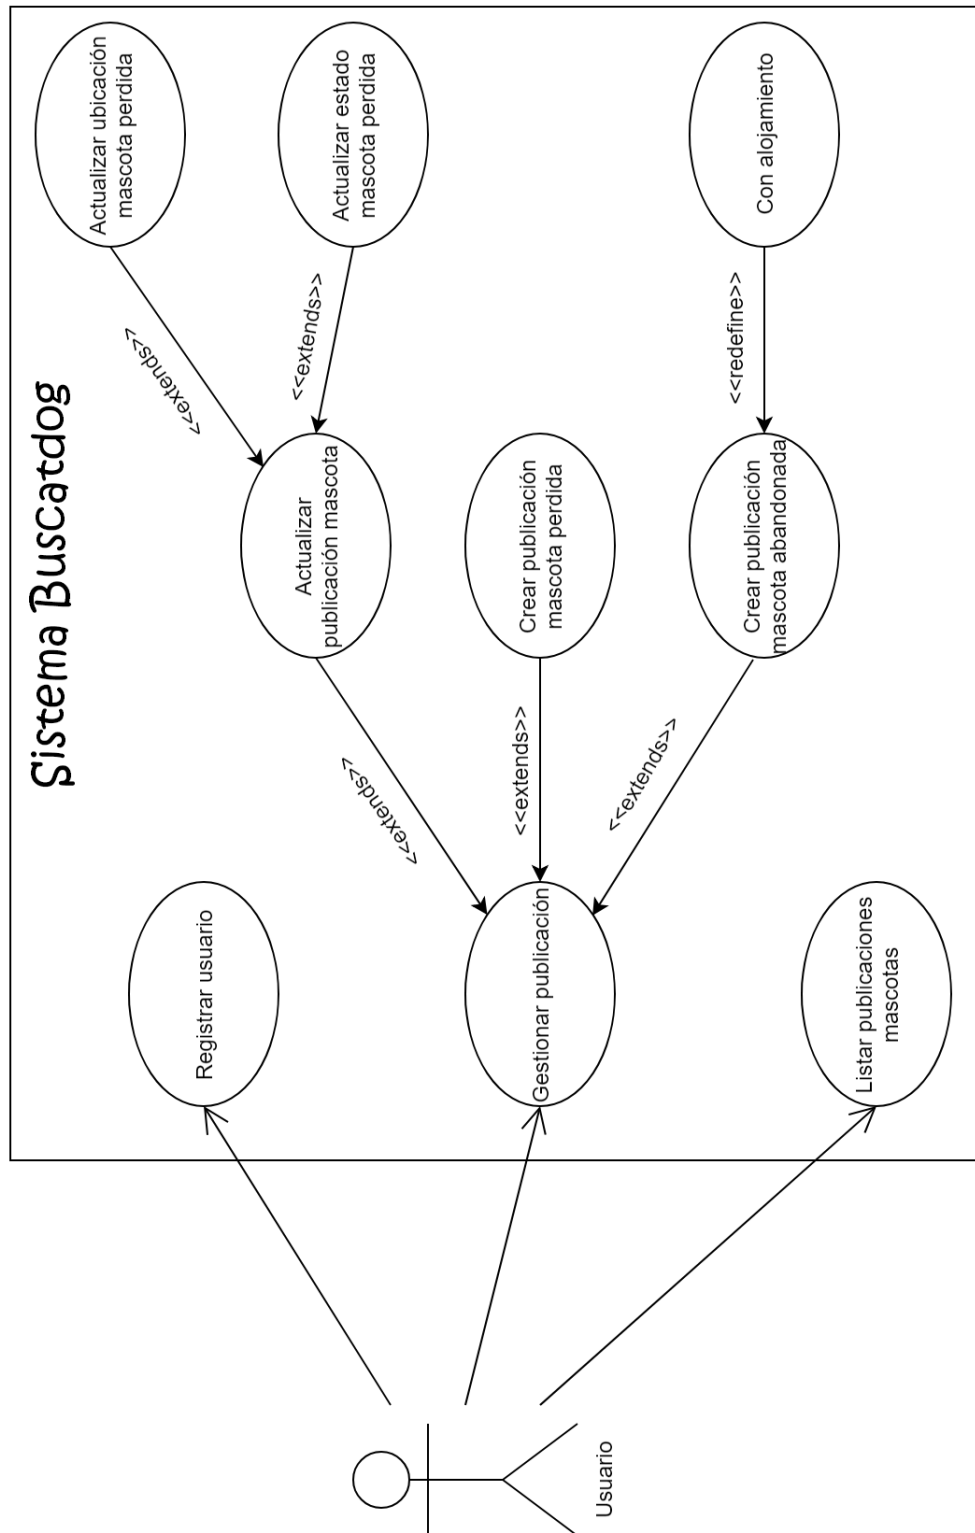 Sistema Buscatdog
Registrar usuario
Actualizar
publicación mascota
<<extends>>
Actualizar ubicación
mascota perdida
<<extends>>
Actualizar estado
mascota perdida
<<extends>>
Usuario
Gestionar publicación
<<extends>>
Crear publicación
mascota perdida
<<extends>>
Crear publicación
mascota abandonada
<<redefine>>
Con alojamiento
Listar publicaciones
mascotas